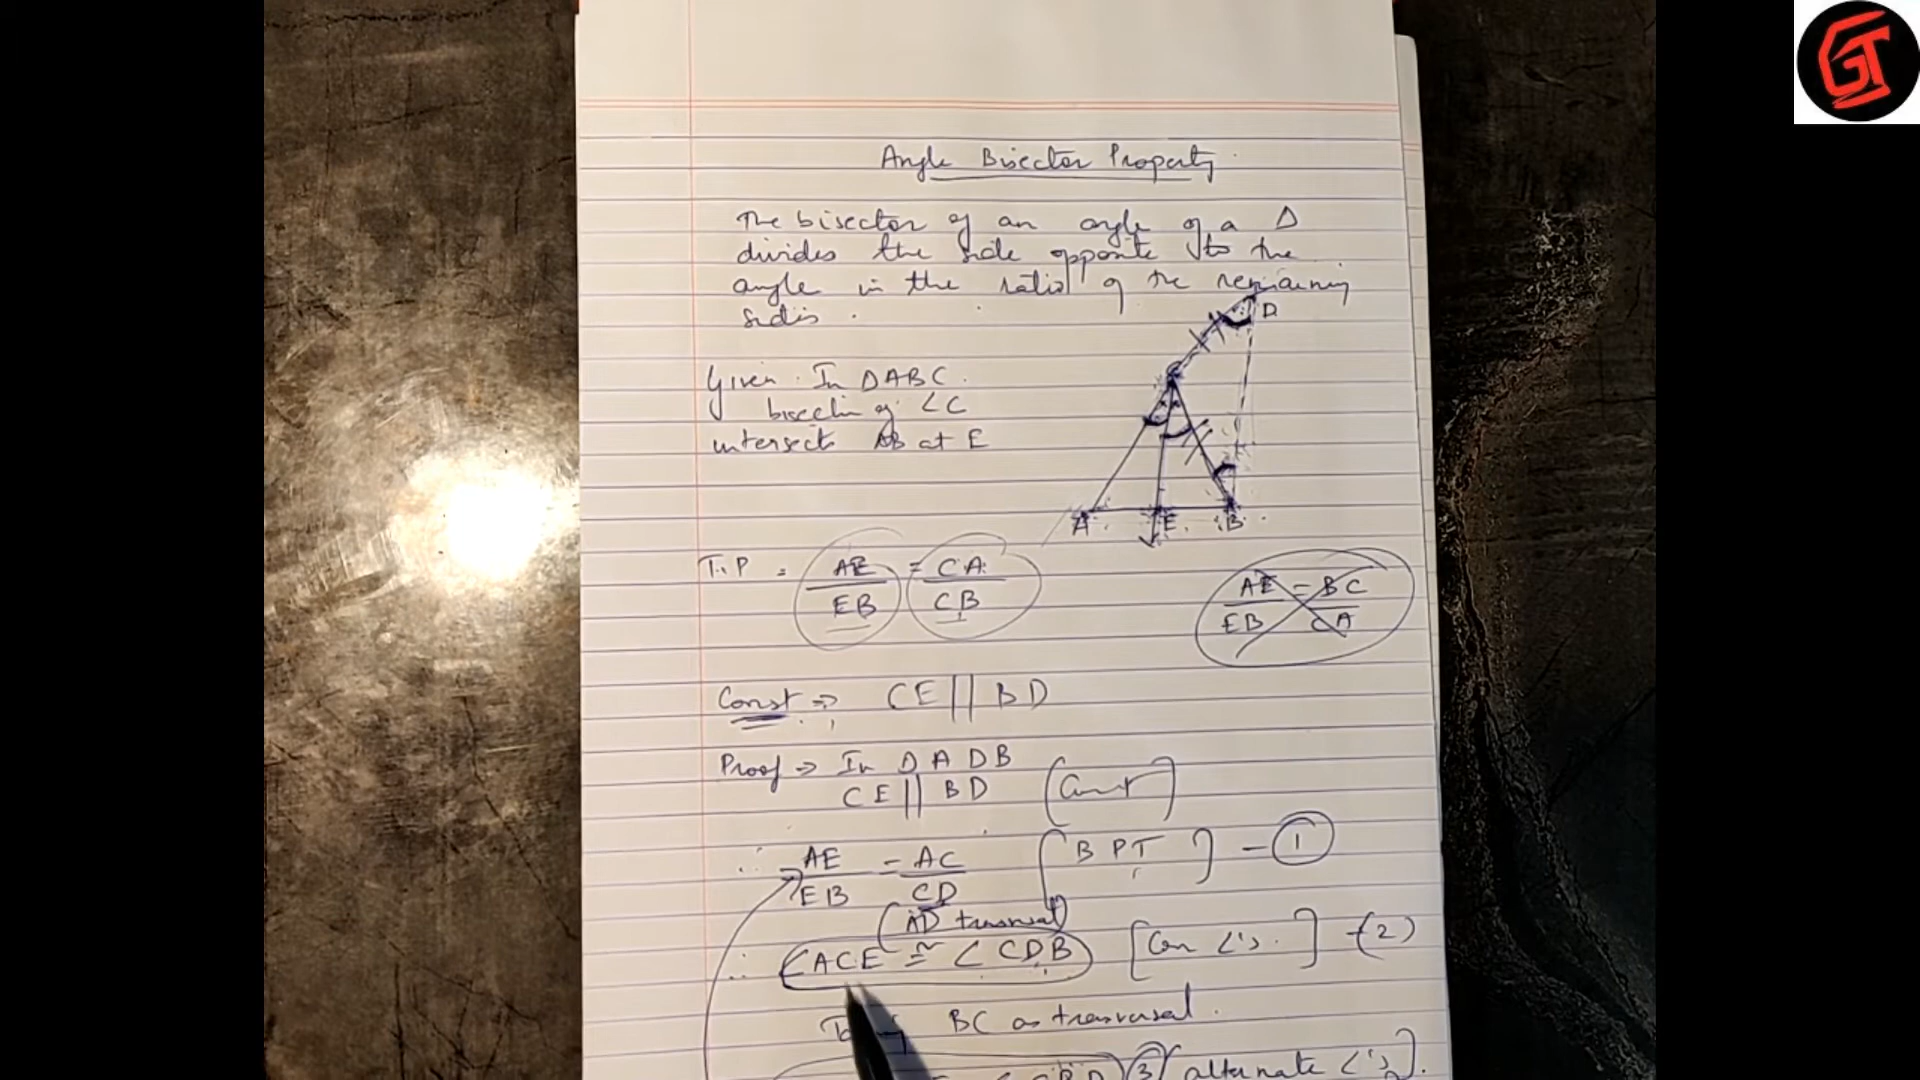 GT
Angle Bisector Property
The bisector of an angle of a Δ
divides the side opposite to the
angle in the ratio of the remaining
sides.
D
C
Given. In ΔABC.
bisector of ∠C
intersects AB at E
A E B
T.P. AE/EB = CA/CB
AE/EB = BC/CA
Const ⇒ CE || BD
Proof ⇒ In Δ ADB
CE || BD [Const]
∴ AE/EB = AC/CD [BPT] - ①
(AD transversal)
∴ ∠ACE ≅ ∠CDB [Corr ∠'s.] -(2)
BC as transversal.
③ [alternate ∠'s].